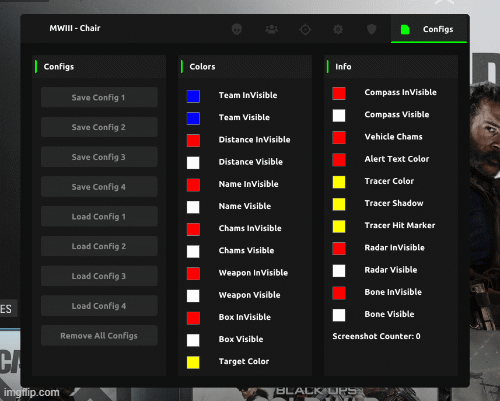 MWIII - Chair
Configs
Configs
Save Config 1
Save Config 2
Save Config 3
Save Config 4
Load Config 1
Load Config 2
Load Config 3
Load Config 4
Remove All Configs
Colors
Team InVisible
Team Visible
Distance InVisible
Distance Visible
Name InVisible
Name Visible
Chams InVisible
Chams Visible
Weapon InVisible
Weapon Visible
Box InVisible
Box Visible
Target Color
Info
Compass InVisible
Compass Visible
Vehicle Chams
Alert Text Color
Tracer Color
Tracer Shadow
Tracer Hit Marker
Radar InVisible
Radar Visible
Bone InVisible
Bone Visible
Screenshot Counter: 0
ES
BLACK OPS
imgflip.com